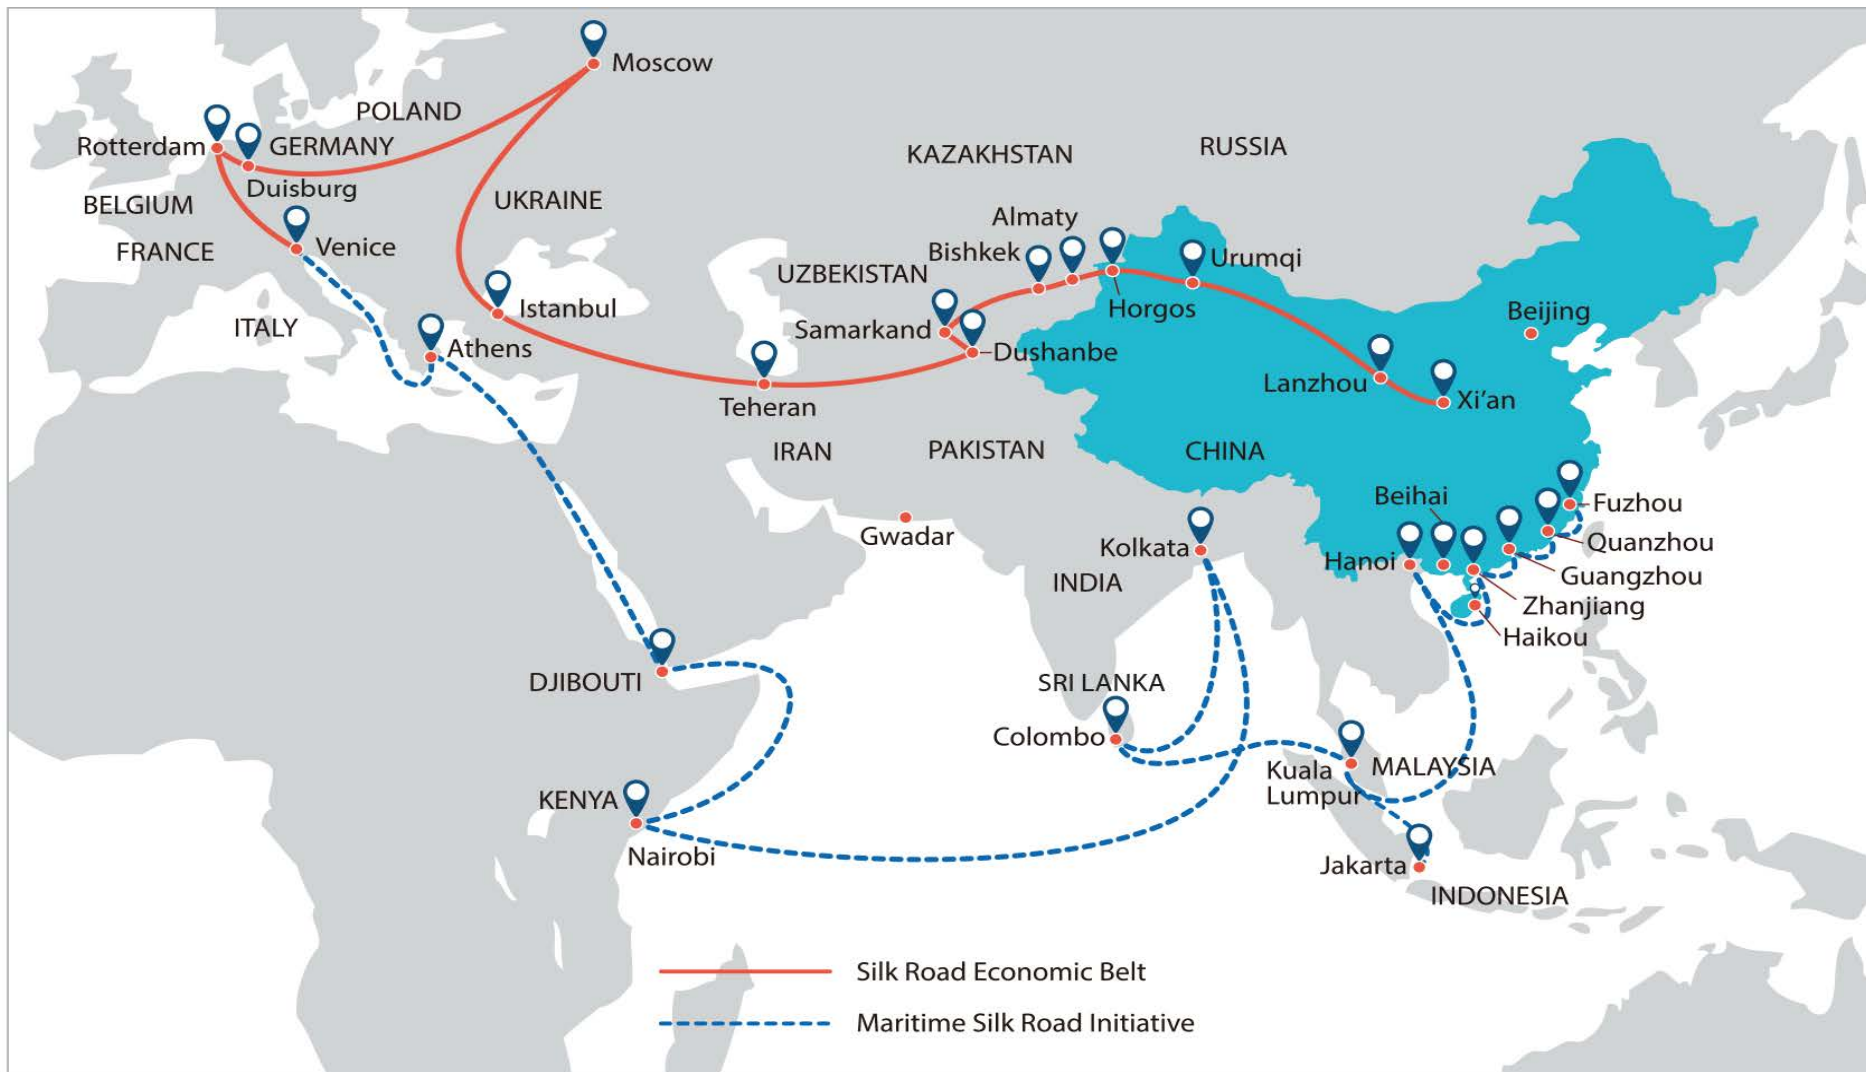 Moscow
POLAND
Rotterdam
GERMANY
Duisburg
BELGIUM
FRANCE
Venice
UKRAINE
KAZAKHSTAN
RUSSIA
Almaty
Bishkek
Urumqi
UZBEKISTAN
Horgos
Istanbul
ITALY
Athens
Samarkand
Dushanbe
Beijing
Lanzhou
Xi’an
Teheran
IRAN
PAKISTAN
CHINA
Beihai
Fuzhou
Gwadar
Kolkata
Hanoi
Quanzhou
INDIA
Guangzhou
Zhanjiang
Haikou
DJIBOUTI
SRI LANKA
Colombo
Kuala
Lumpur
MALAYSIA
KENYA
Nairobi
Jakarta
INDONESIA
Silk Road Economic Belt
Maritime Silk Road Initiative